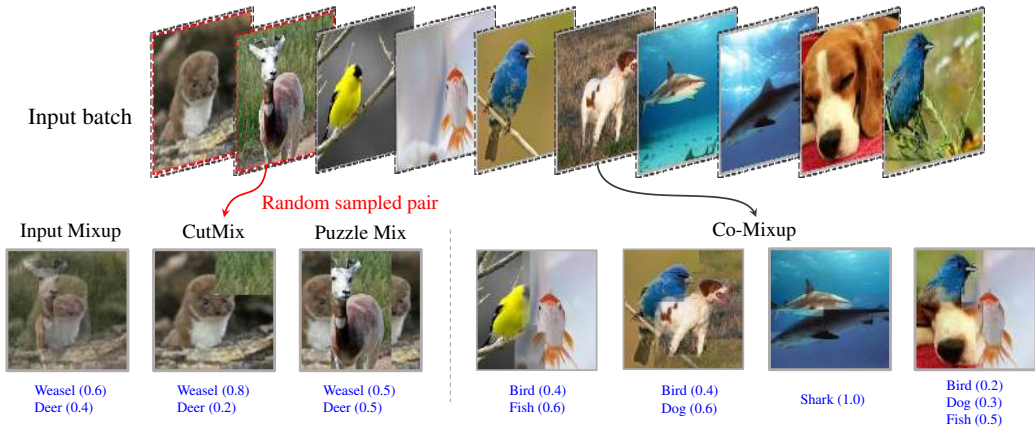 Input batch
Random sampled pair
Input Mixup
CutMix
Puzzle Mix
Co-Mixup
Weasel (0.6)
Deer (0.4)
Weasel (0.8)
Deer (0.2)
Weasel (0.5)
Deer (0.5)
Bird (0.4)
Fish (0.6)
Bird (0.4)
Dog (0.6)
Shark (1.0)
Bird (0.2)
Dog (0.3)
Fish (0.5)